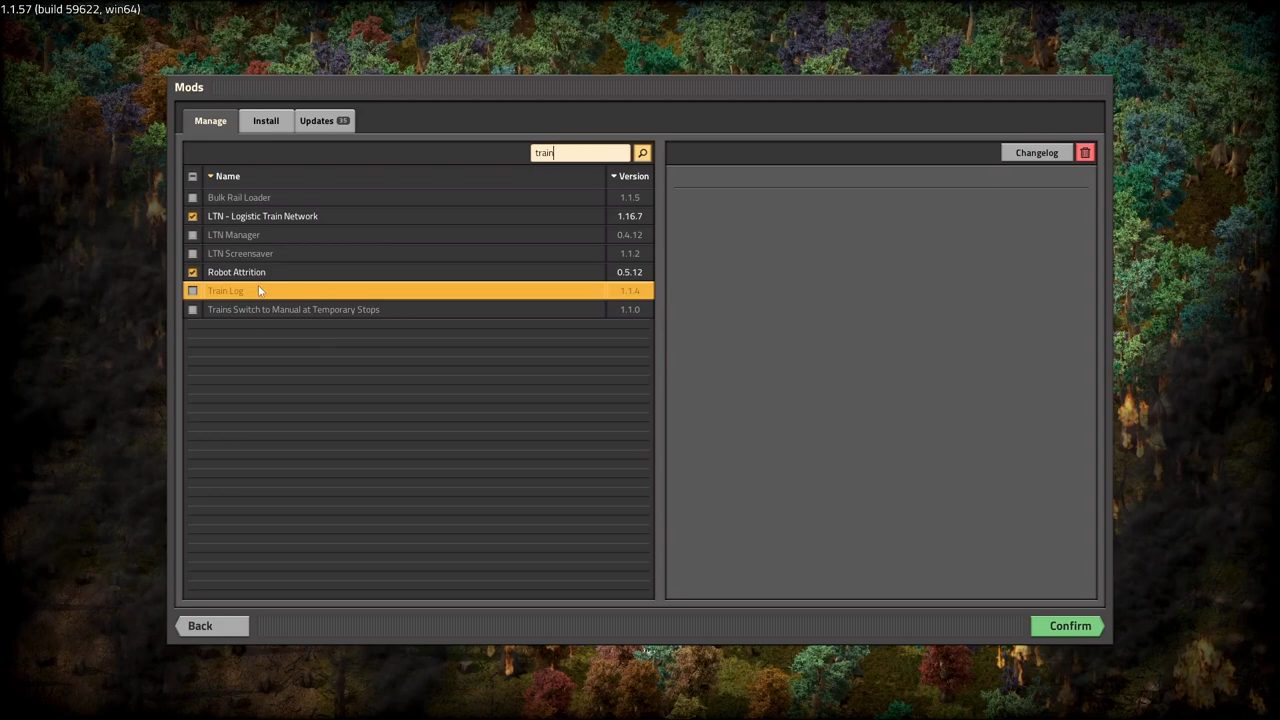 1.1.57 (build 59622, win64)
Mods
Manage Install Updates 35
train Changelog
Name Version
Bulk Rail Loader 1.1.5
LTN - Logistic Train Network 1.16.7
LTN Manager 0.4.12
LTN Screensaver 1.1.2
Robot Attrition 0.5.12
Train Log 1.1.4
Trains Switch to Manual at Temporary Stops 1.1.0
Back Confirm